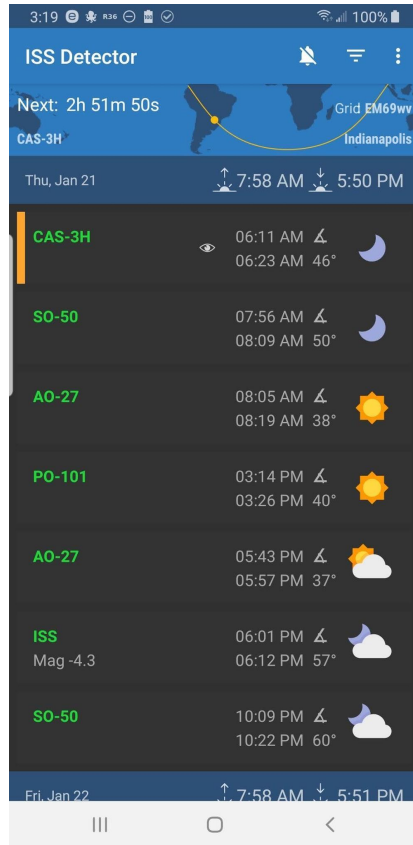 3:19 R36 100%
ISS Detector
Next: 2h 51m 50s
Grid EM69wv
CAS-3H Indianapolis
Thu, Jan 21 7:58 AM 5:50 PM
CAS-3H 06:11 AM
06:23 AM 46°
SO-50 07:56 AM
08:09 AM 50°
AO-27 08:05 AM
08:19 AM 38°
PO-101 03:14 PM
03:26 PM 40°
AO-27 05:43 PM
05:57 PM 37°
ISS 06:01 PM
Mag -4.3 06:12 PM 57°
SO-50 10:09 PM
10:22 PM 60°
Fri, Jan 22 7:58 AM 5:51 PM